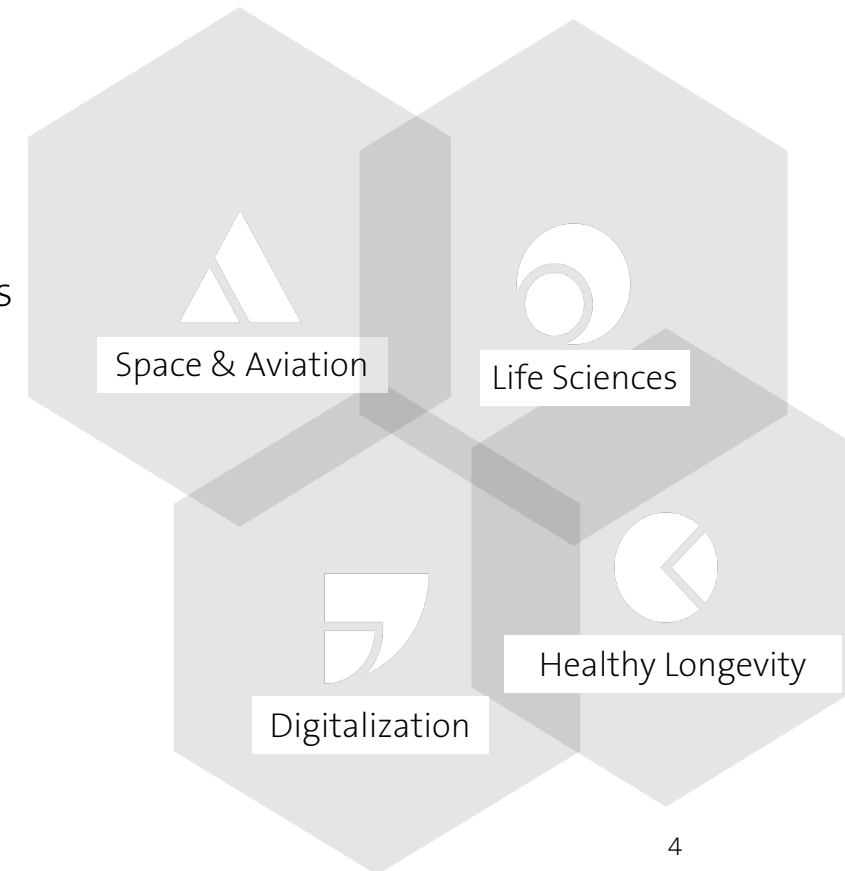 s
Space & Aviation
Life Sciences
Healthy Longevity
Digitalization
4